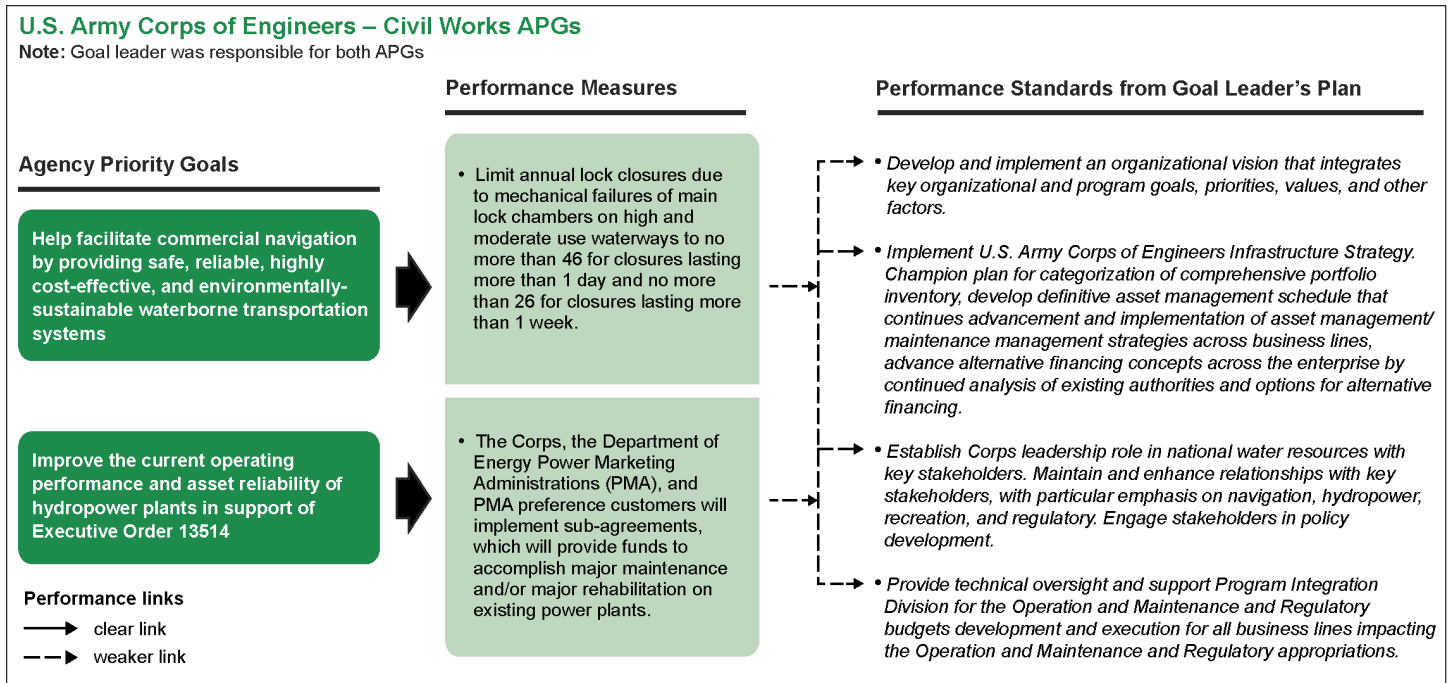 U.S. Army Corps of Engineers – Civil Works APGs
Note: Goal leader was responsible for both APGs
Agency Priority Goals
Help facilitate commercial navigation
by providing safe, reliable, highly
cost-effective, and environmentally-
sustainable waterborne transportation
systems
Improve the current operating
performance and asset reliability of
hydropower plants in support of
Executive Order 13514
Performance links
clear link
weaker link
Performance Measures
• Limit annual lock closures due
to mechanical failures of main
lock chambers on high and
moderate use waterways to no
more than 46 for closures lasting
more than 1 day and no more
than 26 for closures lasting more
than 1 week.
• The Corps, the Department of
Energy Power Marketing
Administrations (PMA), and
PMA preference customers will
implement sub-agreements,
which will provide funds to
accomplish major maintenance
and/or major rehabilitation on
existing power plants.
Performance Standards from Goal Leader's Plan
• Develop and implement an organizational vision that integrates
key organizational and program goals, priorities, values, and other
factors.
• Implement U.S. Army Corps of Engineers Infrastructure Strategy.
Champion plan for categorization of comprehensive portfolio
inventory, develop definitive asset management schedule that
continues advancement and implementation of asset management/
maintenance management strategies across business lines,
advance alternative financing concepts across the enterprise by
continued analysis of existing authorities and options for alternative
financing.
• Establish Corps leadership role in national water resources with
key stakeholders. Maintain and enhance relationships with key
stakeholders, with particular emphasis on navigation, hydropower,
recreation, and regulatory. Engage stakeholders in policy
development.
• Provide technical oversight and support Program Integration
Division for the Operation and Maintenance and Regulatory
budgets development and execution for all business lines impacting
the Operation and Maintenance and Regulatory appropriations.